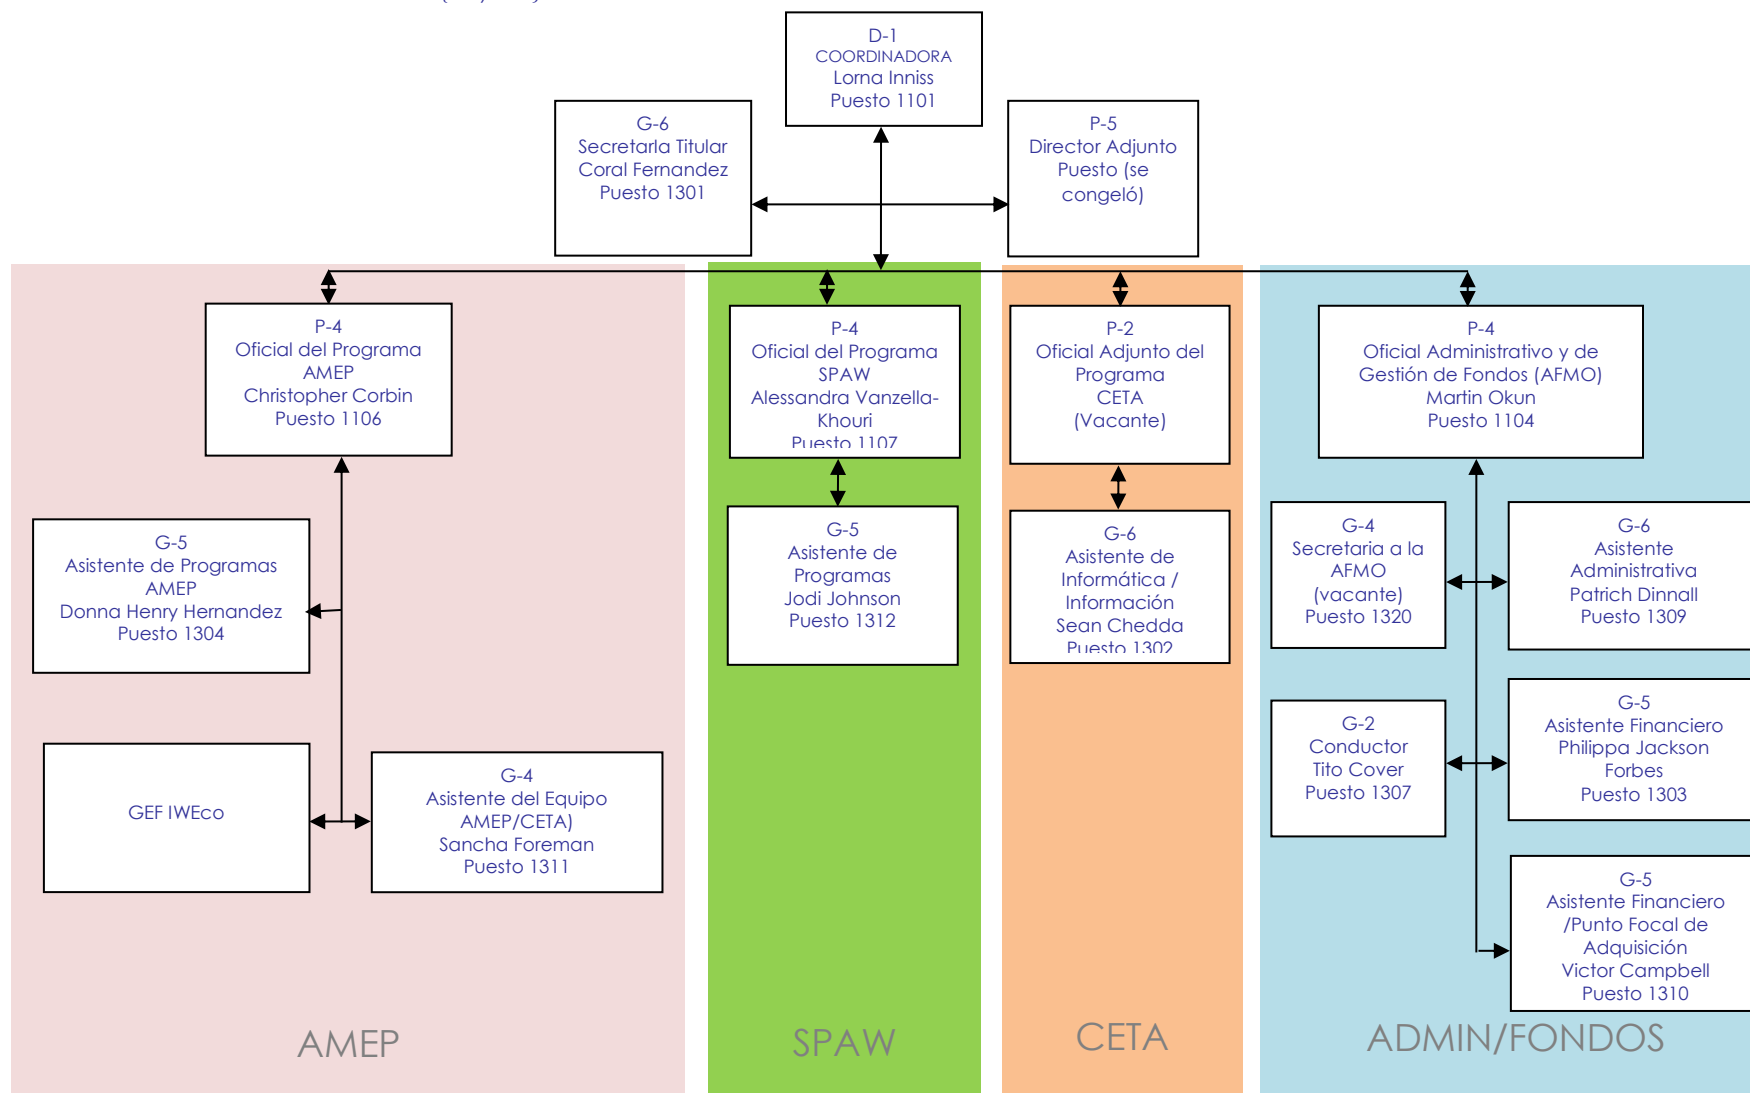 D-1
COORDINADORA
Lorna Inniss
Puesto 1101
G-6
Secretarla Titular
Coral Fernandez
Puesto 1301
P-5
Director Adjunto
Puesto (se
congeló)
P-4
Oficial del Programa
AMEP
Christopher Corbin
Puesto 1106
P-4
Oficial del Programa
SPAW
Alessandra Vanzella-
Khouri
Puesto 1107
P-2
Oficial Adjunto del
Programa
CETA
(Vacante)
P-4
Oficial Administrativo y de
Gestión de Fondos (AFMO)
Martin Okun
Puesto 1104
G-5
Asistente de Programas
AMEP
Donna Henry Hernandez
Puesto 1304
G-5
Asistente de
Programas
Jodi Johnson
Puesto 1312
G-6
Asistente de
Informática /
Información
Sean Chedda
Puesto 1302
G-4
Secretaria a la
AFMO
(vacante)
Puesto 1320
G-6
Asistente
Administrativa
Patrich Dinnall
Puesto 1309
GEF IWEco
G-4
Asistente del Equipo
AMEP/CETA)
Sancha Foreman
Puesto 1311
G-2
Conductor
Tito Cover
Puesto 1307
G-5
Asistente Financiero
Philippa Jackson
Forbes
Puesto 1303
G-5
Asistente Financiero
/Punto Focal de
Adquisición
Victor Campbell
Puesto 1310
AMEP
SPAW
CETA
ADMIN/FONDOS